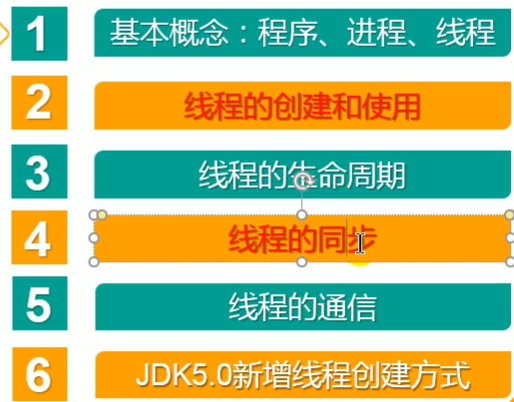 1 基本概念：程序、进程、线程
2 线程的创建和使用
3 线程的生命周期
4 线程的同步
5 线程的通信
6 JDK5.0新增线程创建方式